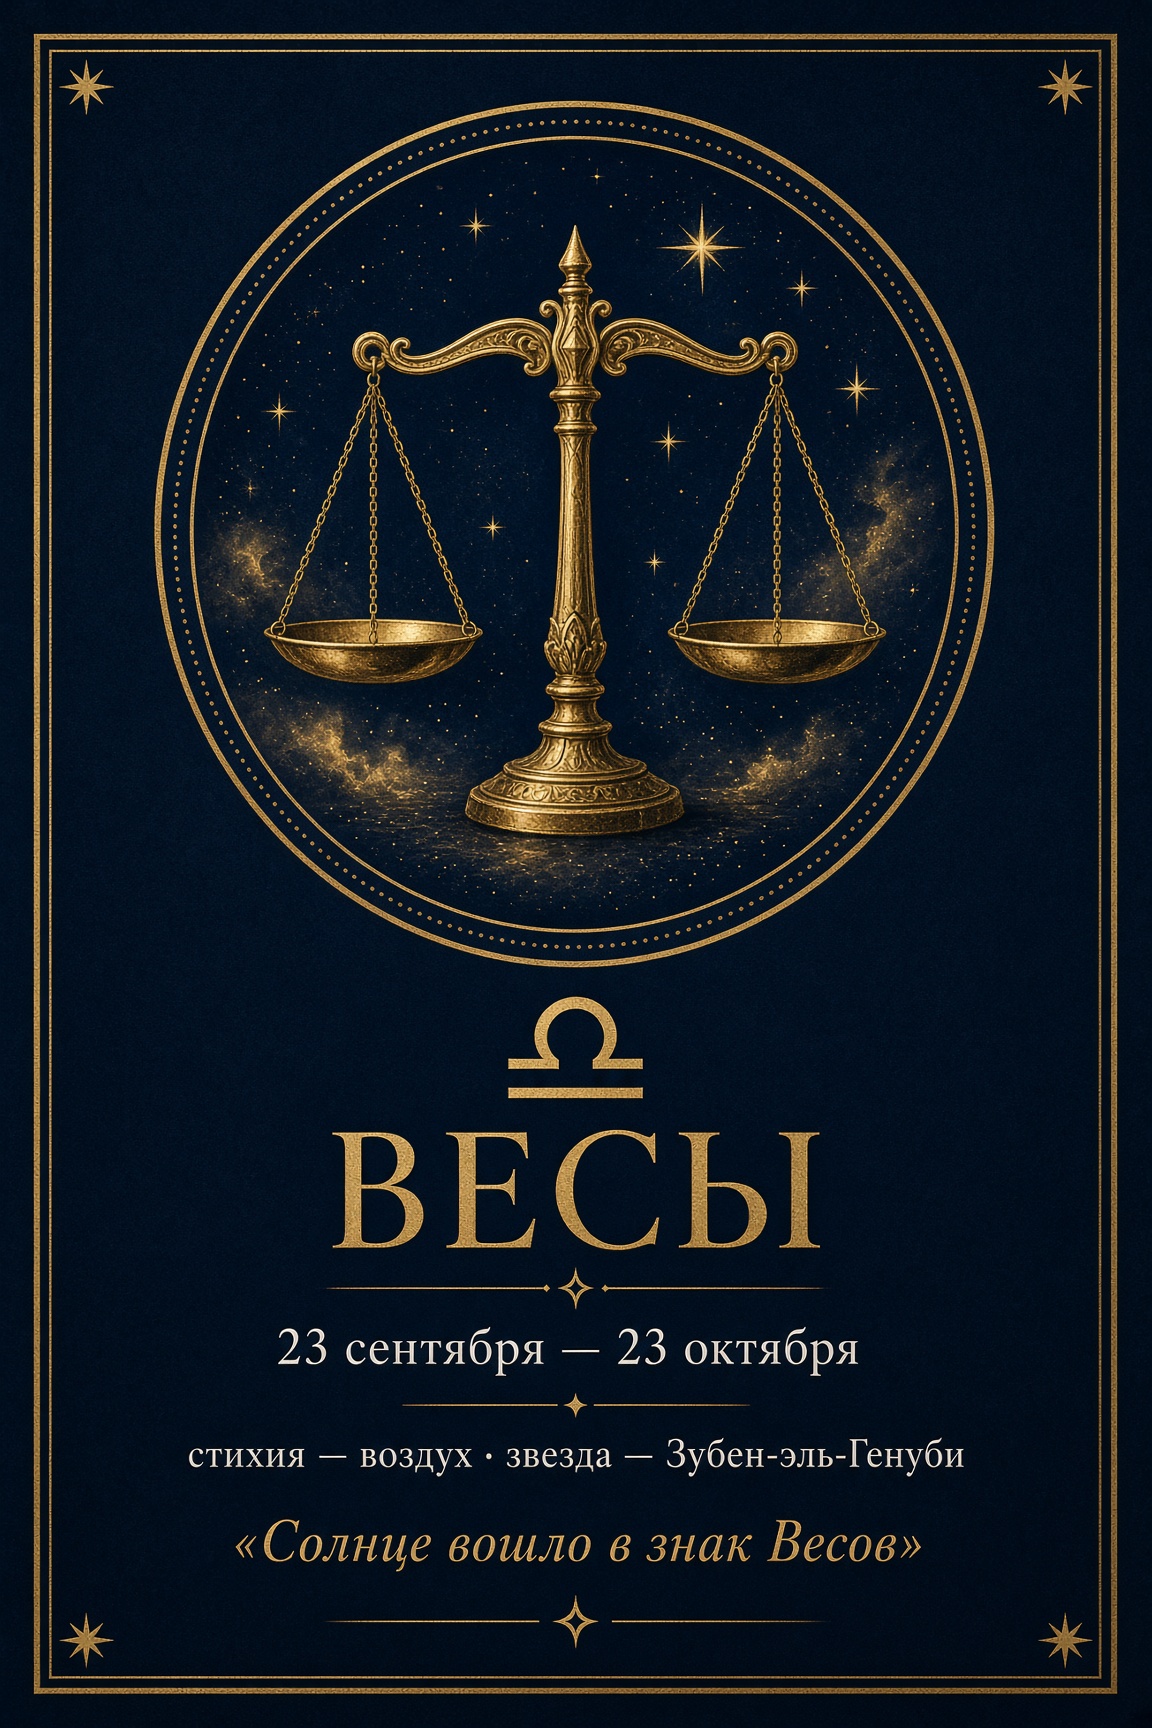 ♎
ВЕСЫ
23 сентября — 23 октября
стихия — воздух · звезда — Зубен-эль-Генуби
«Солнце вошло в знак Весов»